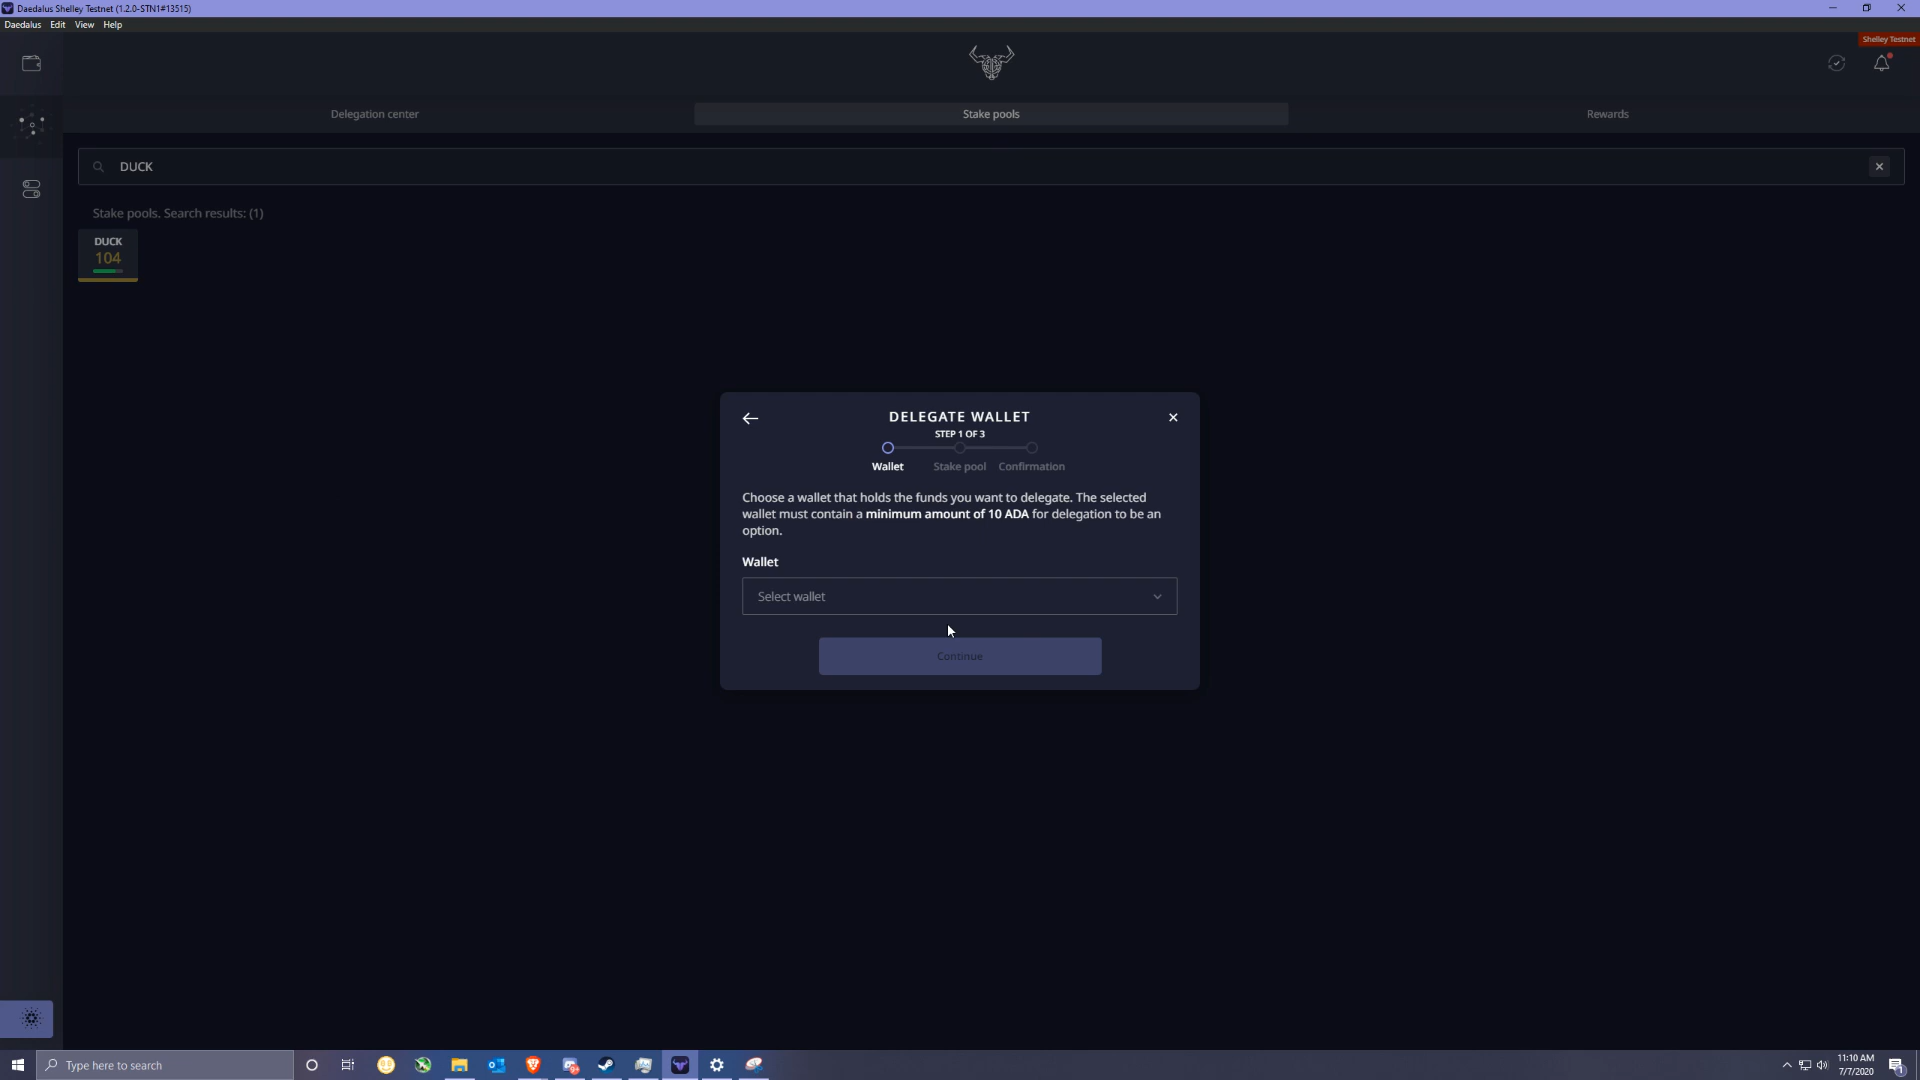 Daedalus Shelley Testnet (1.2.0-STN1#13515)
Daedalus Edit View Help
Shelley Testnet
Delegation center
Stake pools
Rewards
DUCK
Stake pools. Search results: (1)
DUCK
104
DELEGATE WALLET
STEP 1 OF 3
Wallet Stake pool Confirmation
Choose a wallet that holds the funds you want to delegate. The selected
wallet must contain a minimum amount of 10 ADA for delegation to be an
option.
Wallet
Select wallet
Continue
Type here to search
11:10 AM
7/7/2020